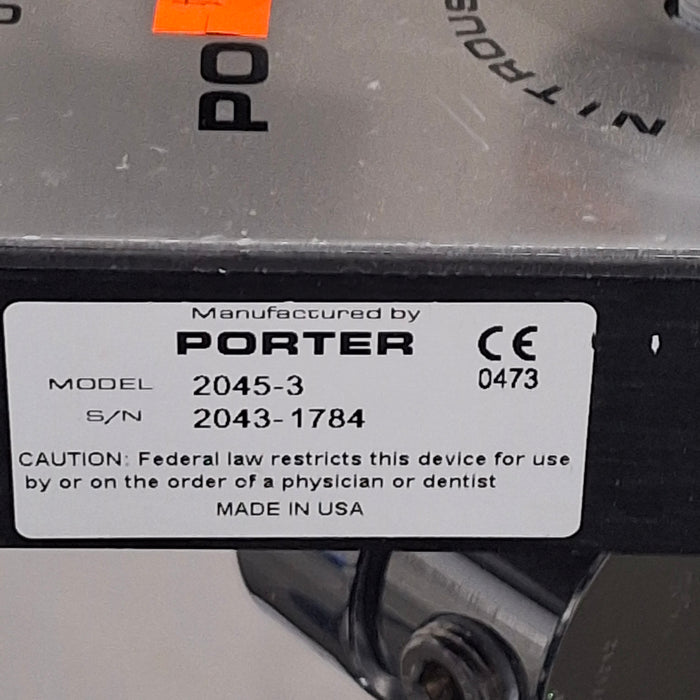 PO
NITROUS
Manufactured by
PORTER
CE
0473
MODEL 2045-3
S/N 2043-1784
CAUTION: Federal law restricts this device for use
by or on the order of a physician or dentist
MADE IN USA